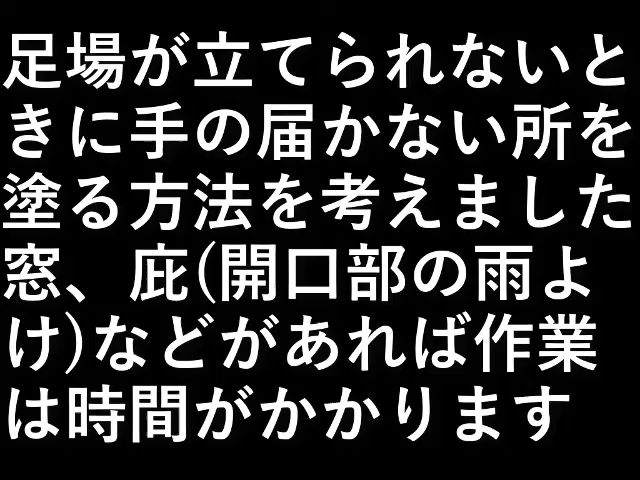 足場が立てられないと
きに手の届かない所を
塗る方法を考えました
窓、庇(開口部の雨よ
け)などがあれば作業
は時間がかかります